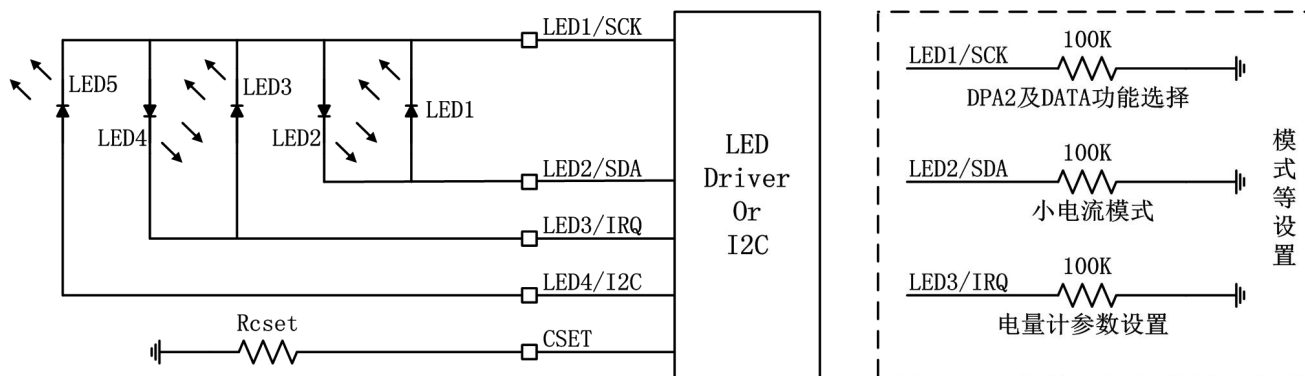 LED1/SCK
LED5
LED3
LED1
LED4
LED2
LED2/SDA
LED3/IRQ
LED4/I2C
Rcset
CSET
LED
Driver
Or
I2C
LED1/SCK
100K
DPA2及DATA功能选择
LED2/SDA
100K
小电流模式
LED3/IRQ
100K
电量计参数设置
模式等设置